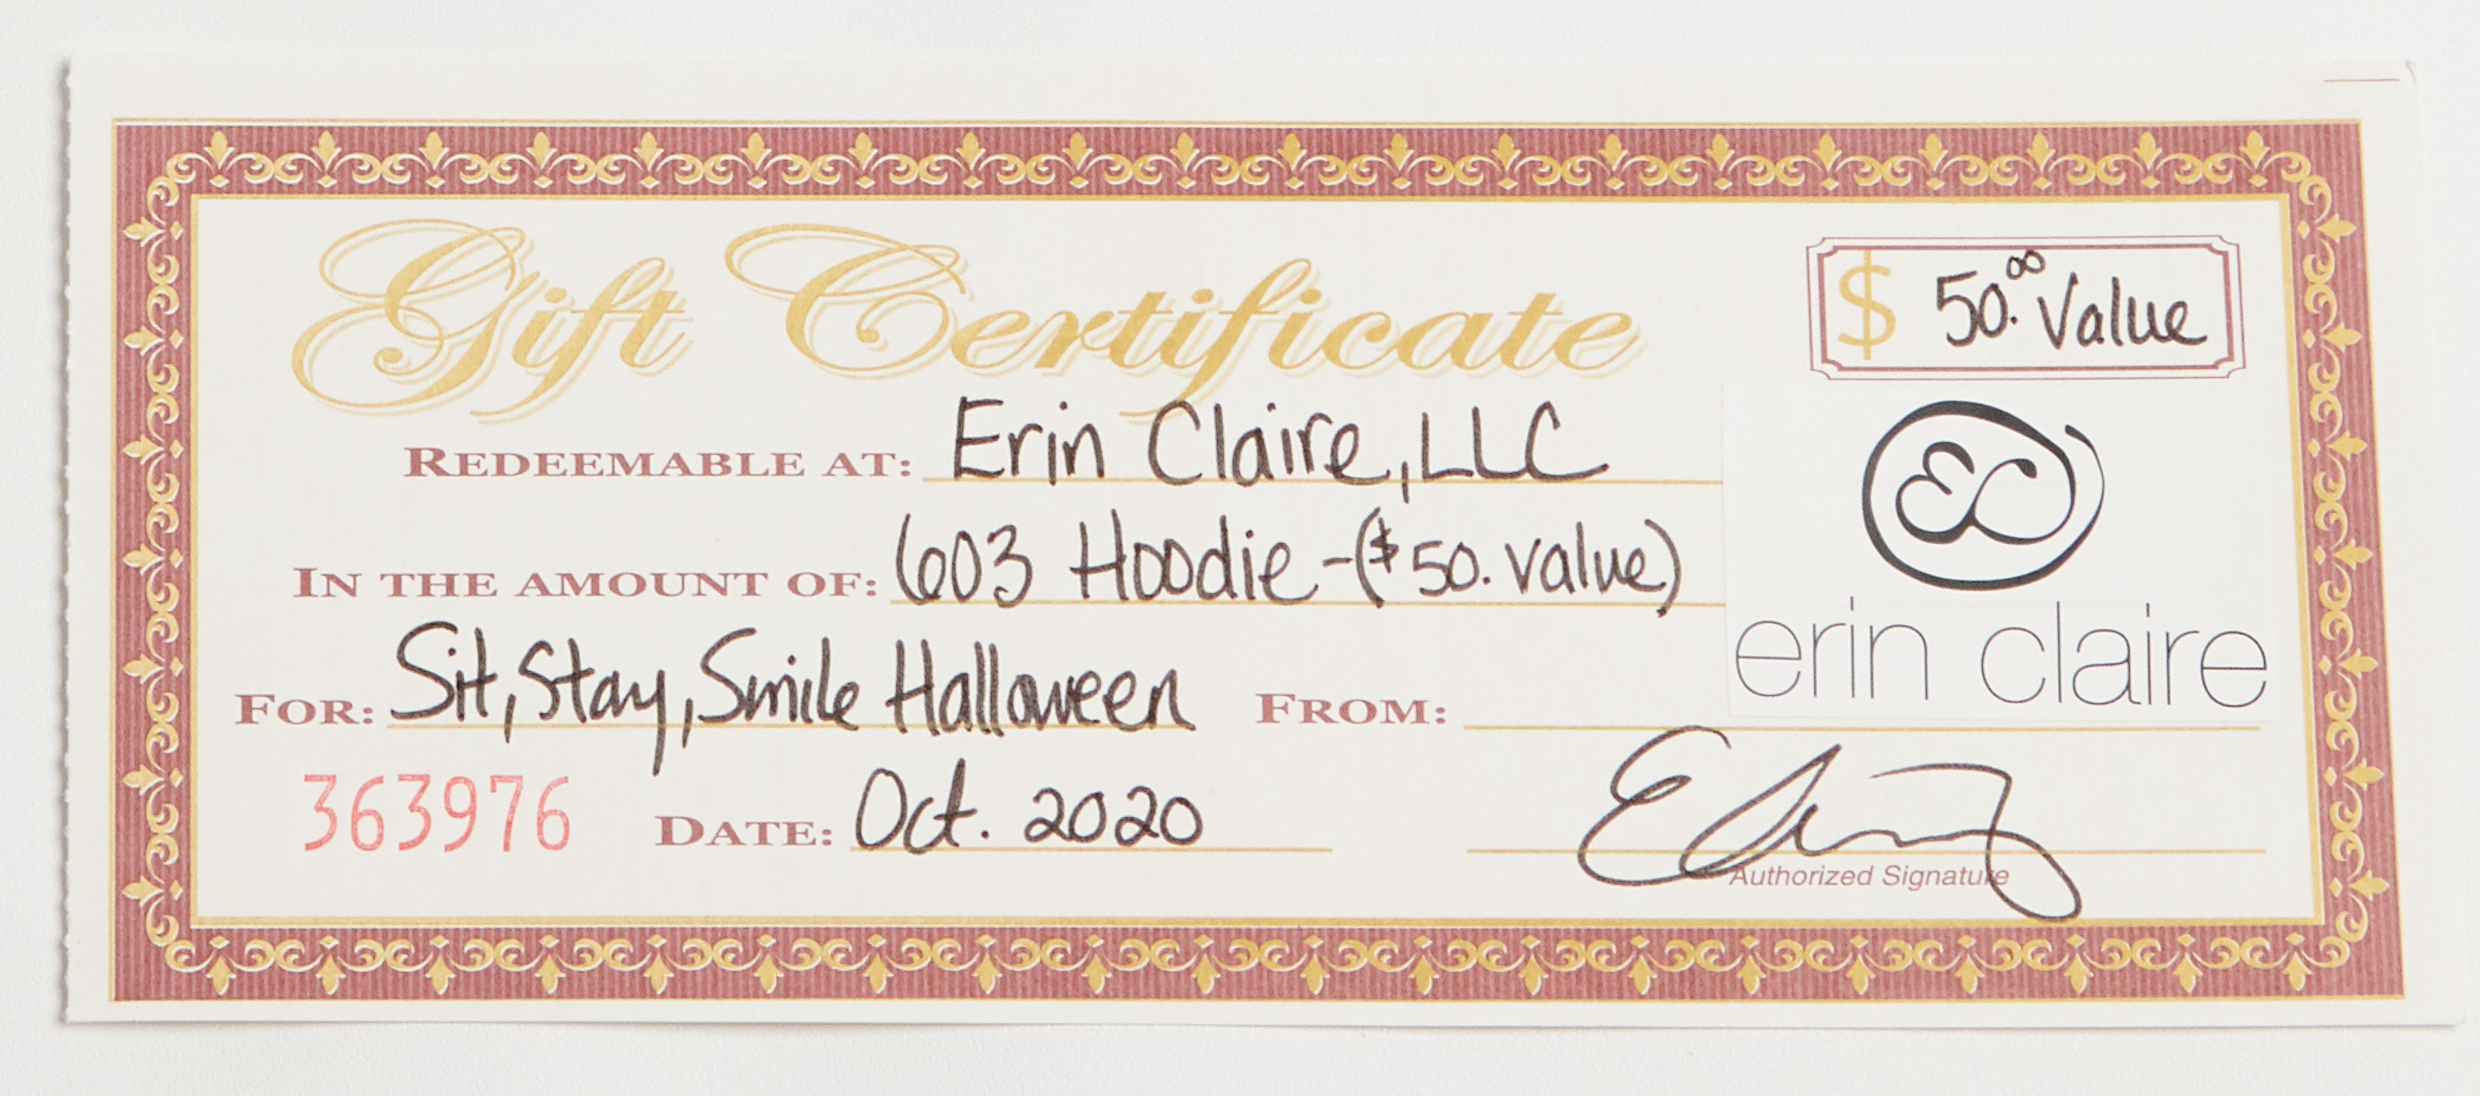 Gift Certificate
$ 50.00 Value
REDEEMABLE AT: Erin Claire, LLC
EC
IN THE AMOUNT OF: 603 Hoodie - ($50. value)
erin claire
FOR: Sit, Stay, Smile Halloween FROM:
363976 DATE: Oct. 2020
Authorized Signature